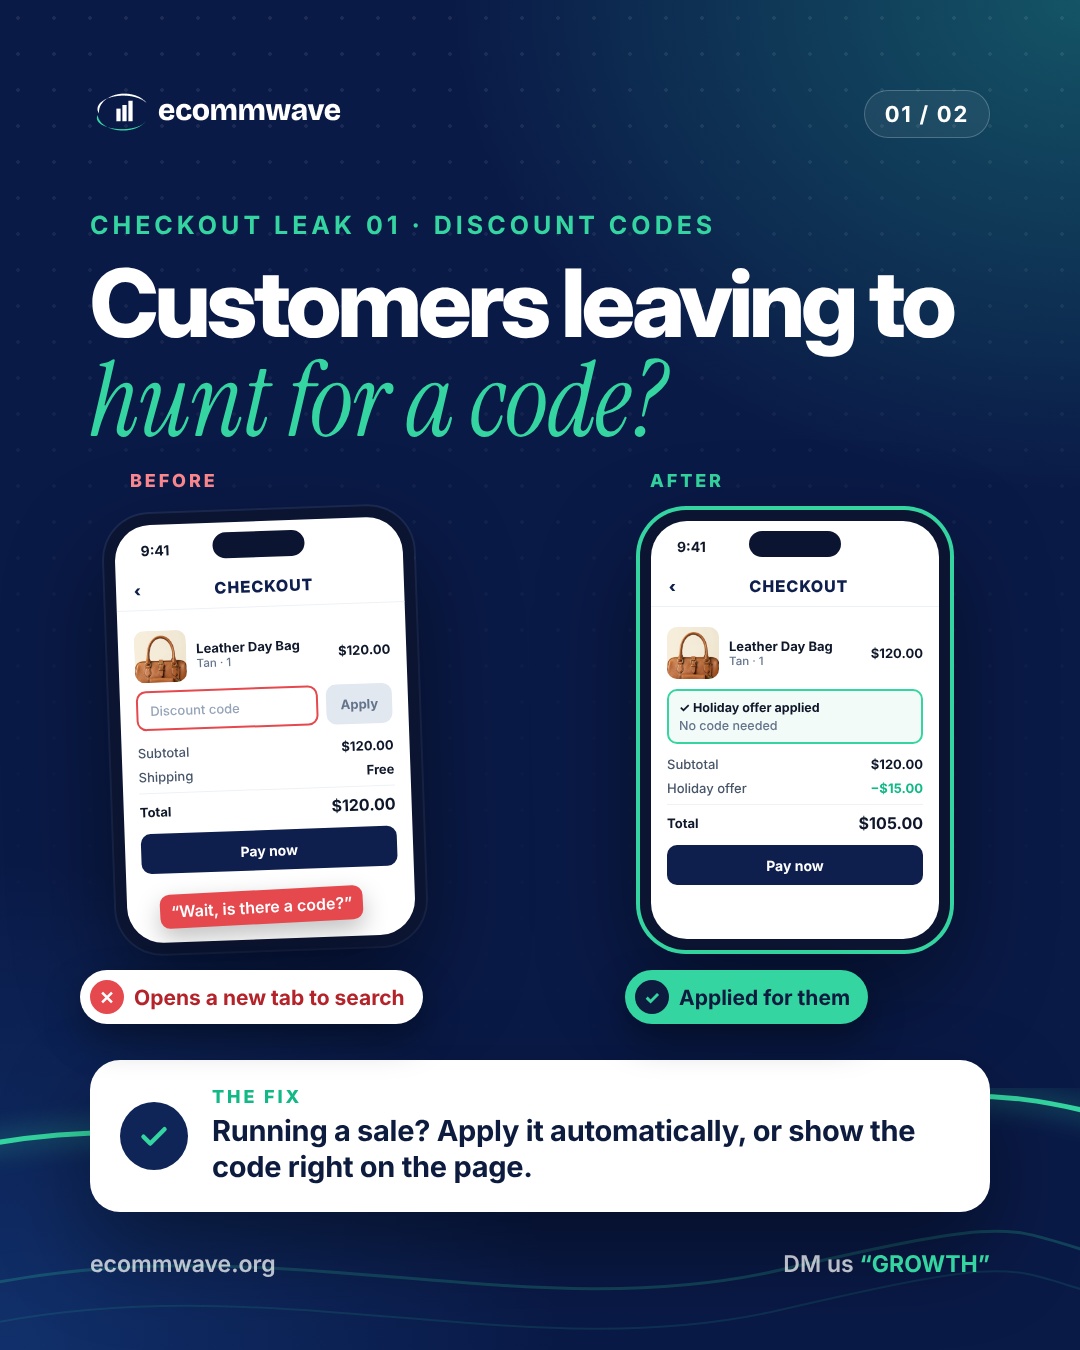 ecommwave
01 / 02
CHECKOUT LEAK 01 · DISCOUNT CODES
Customers leaving to
hunt for a code?
BEFORE
9:41
‹ CHECKOUT
Leather Day Bag
Tan · 1
$120.00
Discount code
Apply
Subtotal $120.00
Shipping Free
Total $120.00
Pay now
“Wait, is there a code?”
Opens a new tab to search
AFTER
9:41
‹ CHECKOUT
Leather Day Bag
Tan · 1
$120.00
✓ Holiday offer applied
No code needed
Subtotal $120.00
Holiday offer −$15.00
Total $105.00
Pay now
Applied for them
THE FIX
Running a sale? Apply it automatically, or show the
code right on the page.
ecommwave.org
DM us “GROWTH”